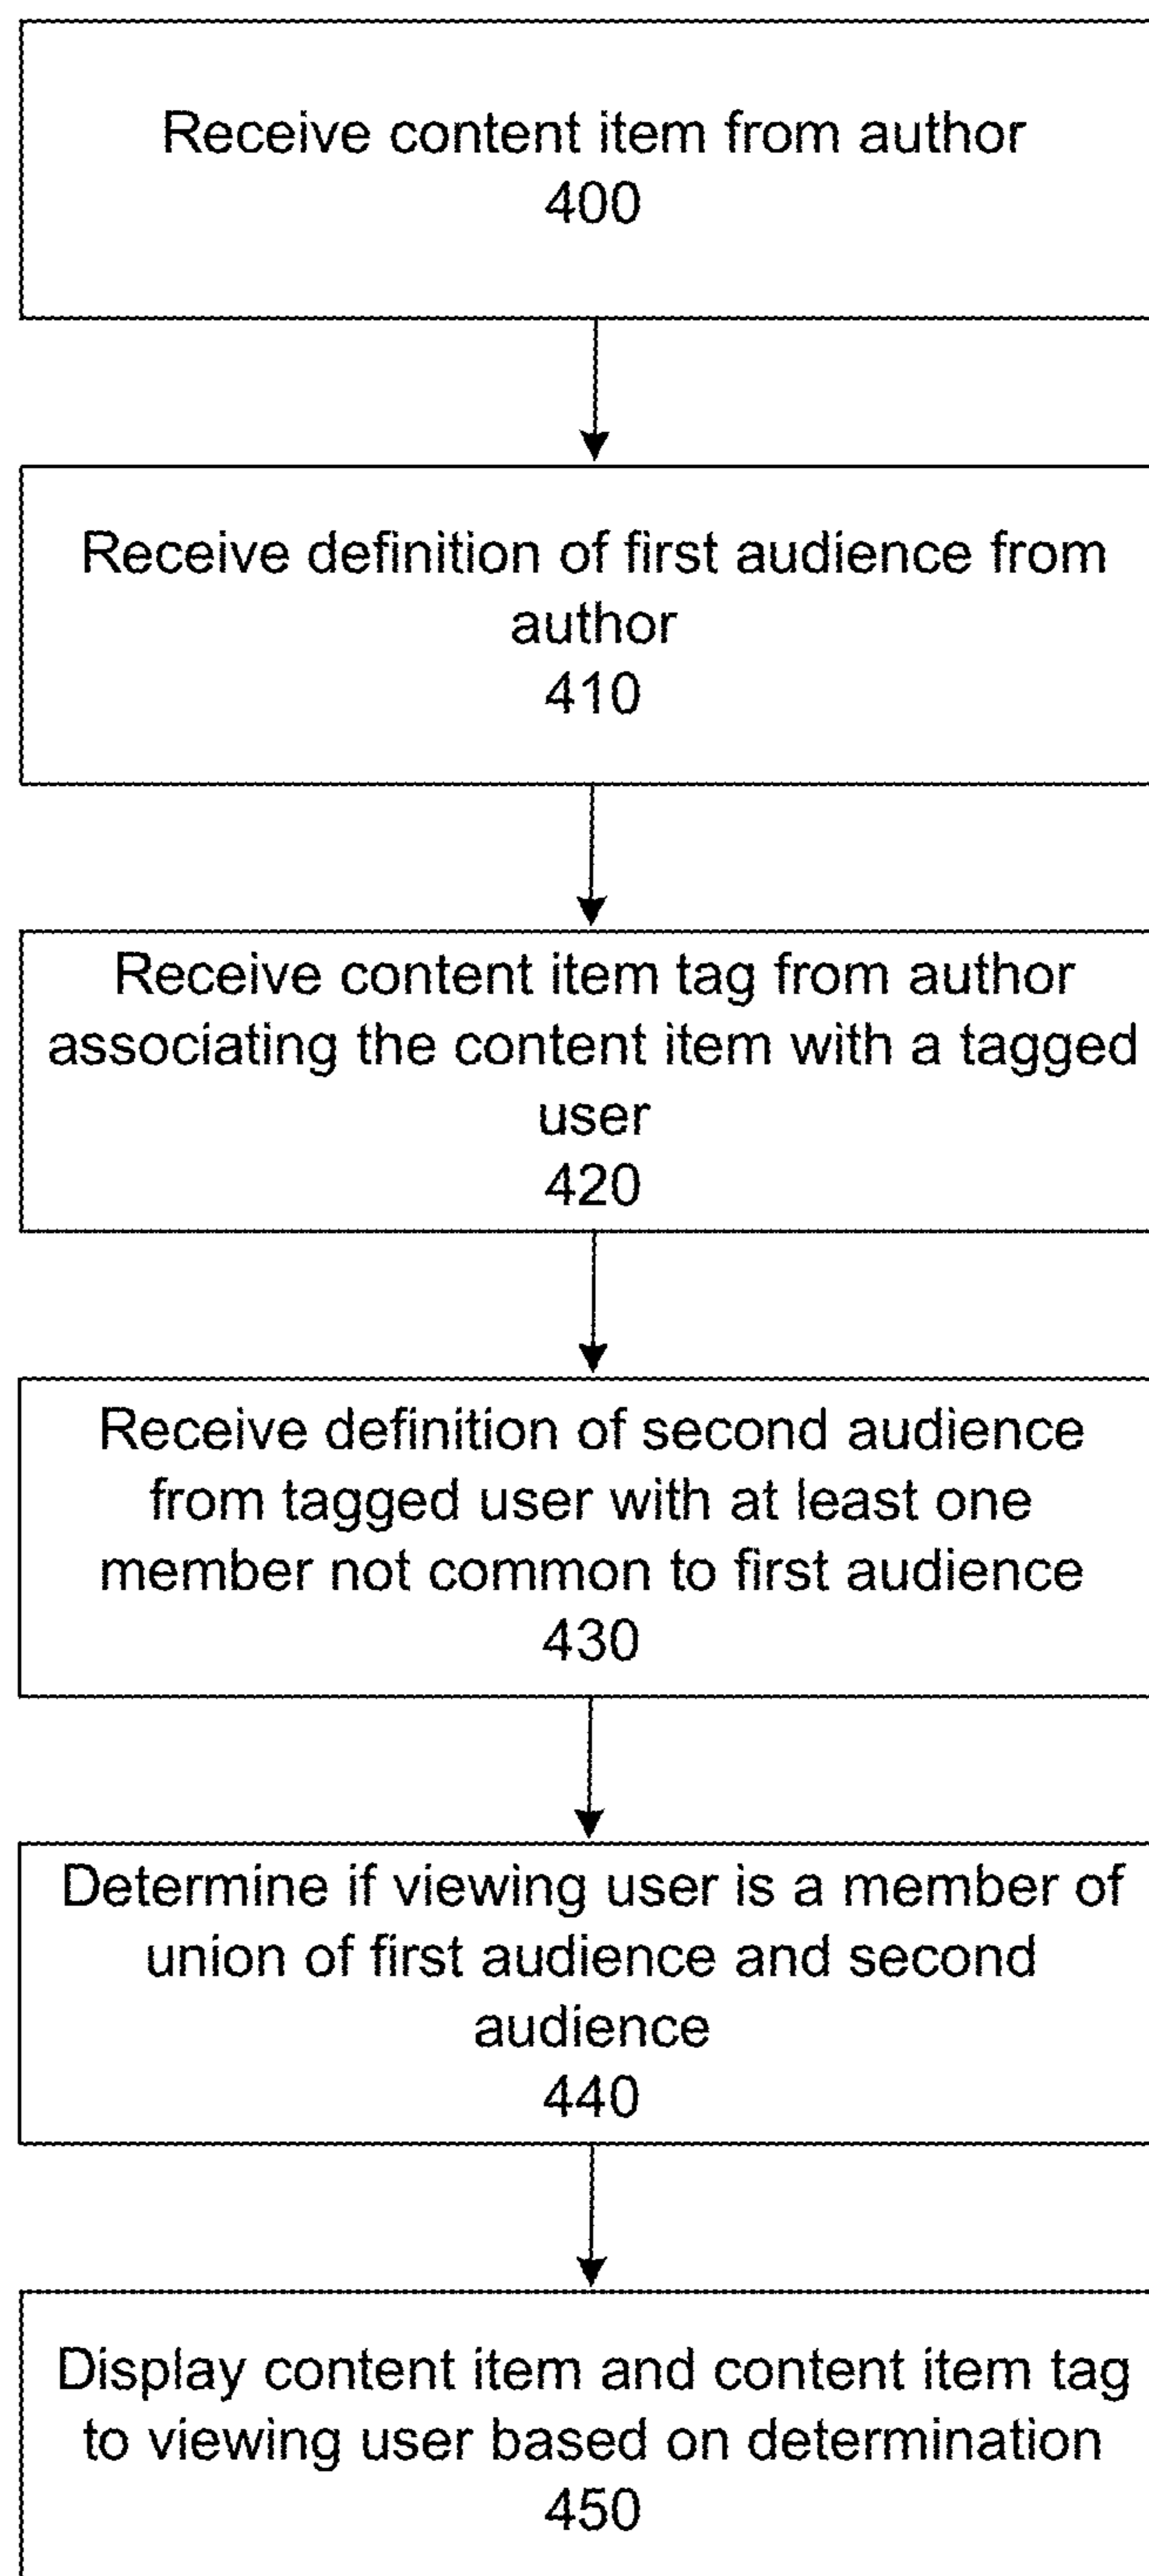 Receive content item from author
400
Receive definition of first audience from
author
410
Receive content item tag from author
associating the content item with a tagged
user
420
Receive definition of second audience
from tagged user with at least one
member not common to first audience
430
Determine if viewing user is a member of
union of first audience and second
audience
440
Display content item and content item tag
to viewing user based on determination
450